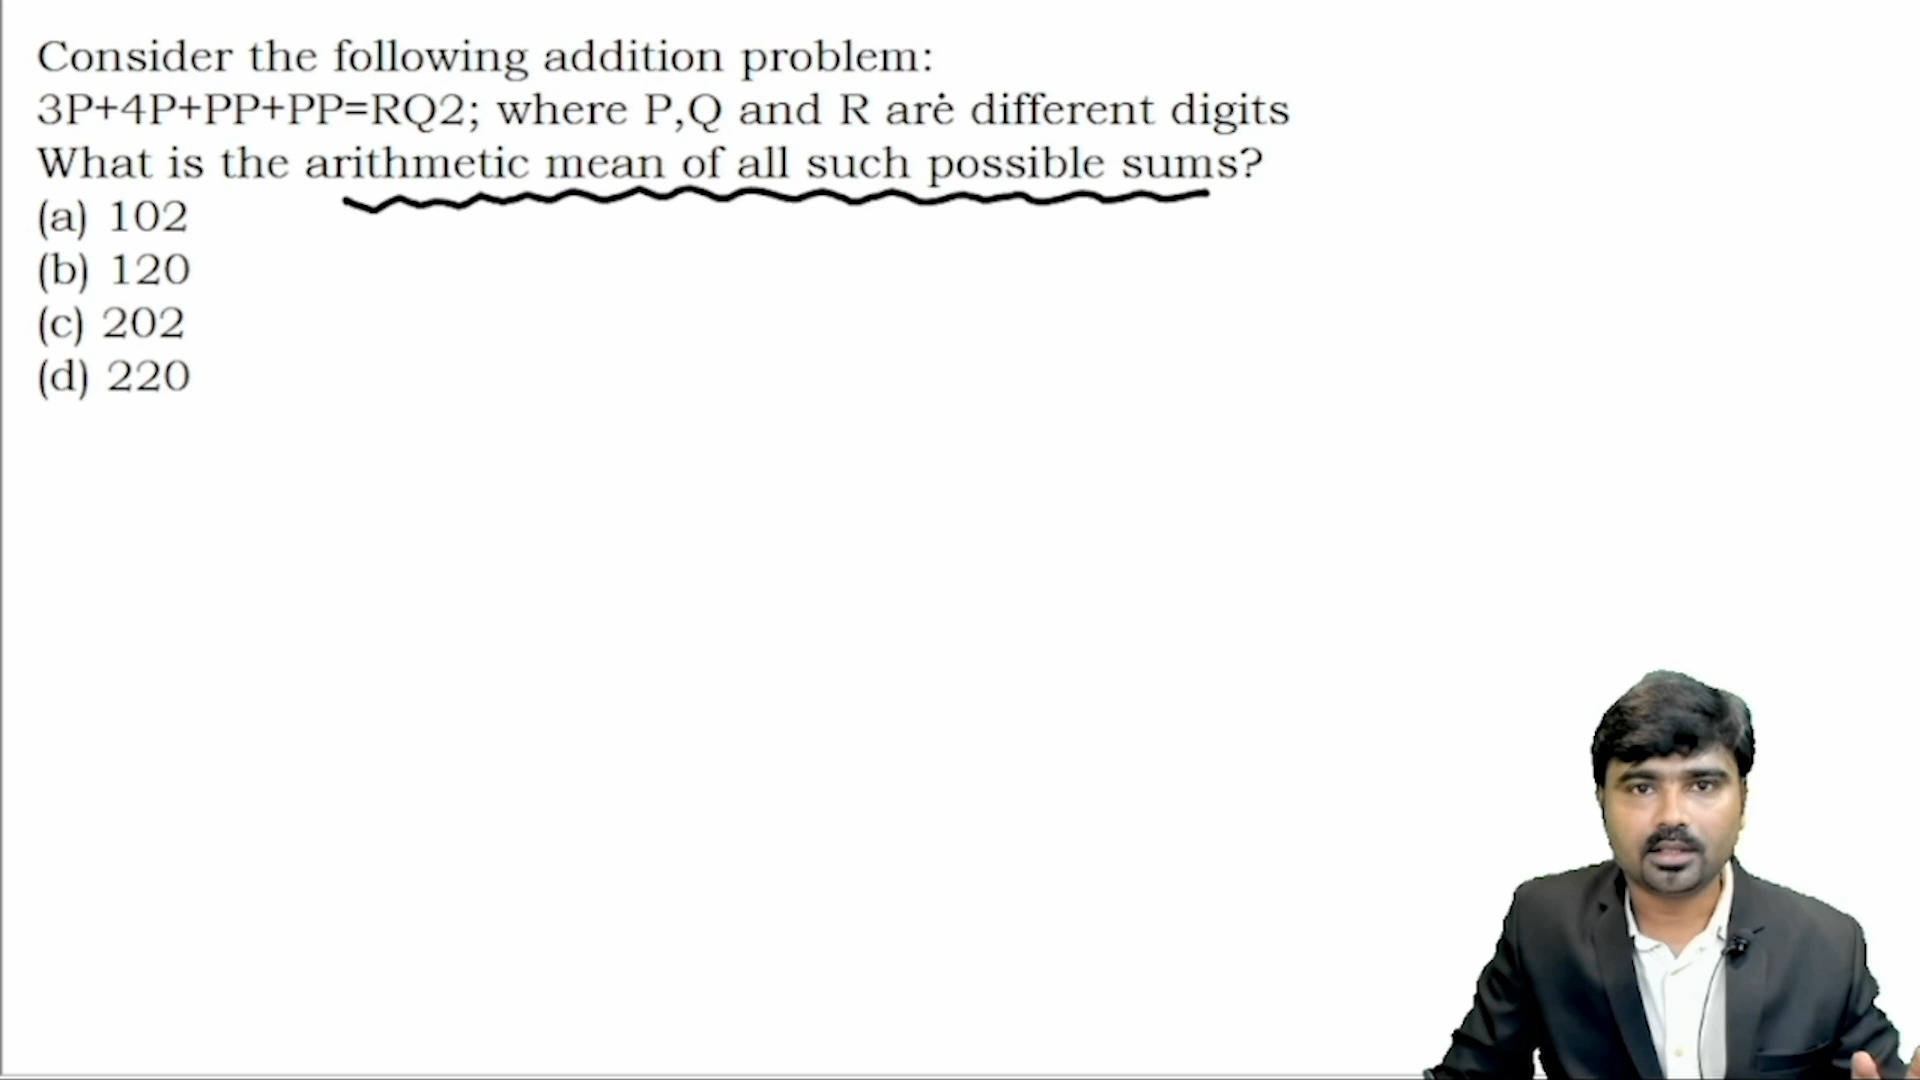 Consider the following addition problem:
3P+4P+PP+PP=RQ2; where P,Q and R are different digits
What is the arithmetic mean of all such possible sums?
(a) 102
(b) 120
(c) 202
(d) 220